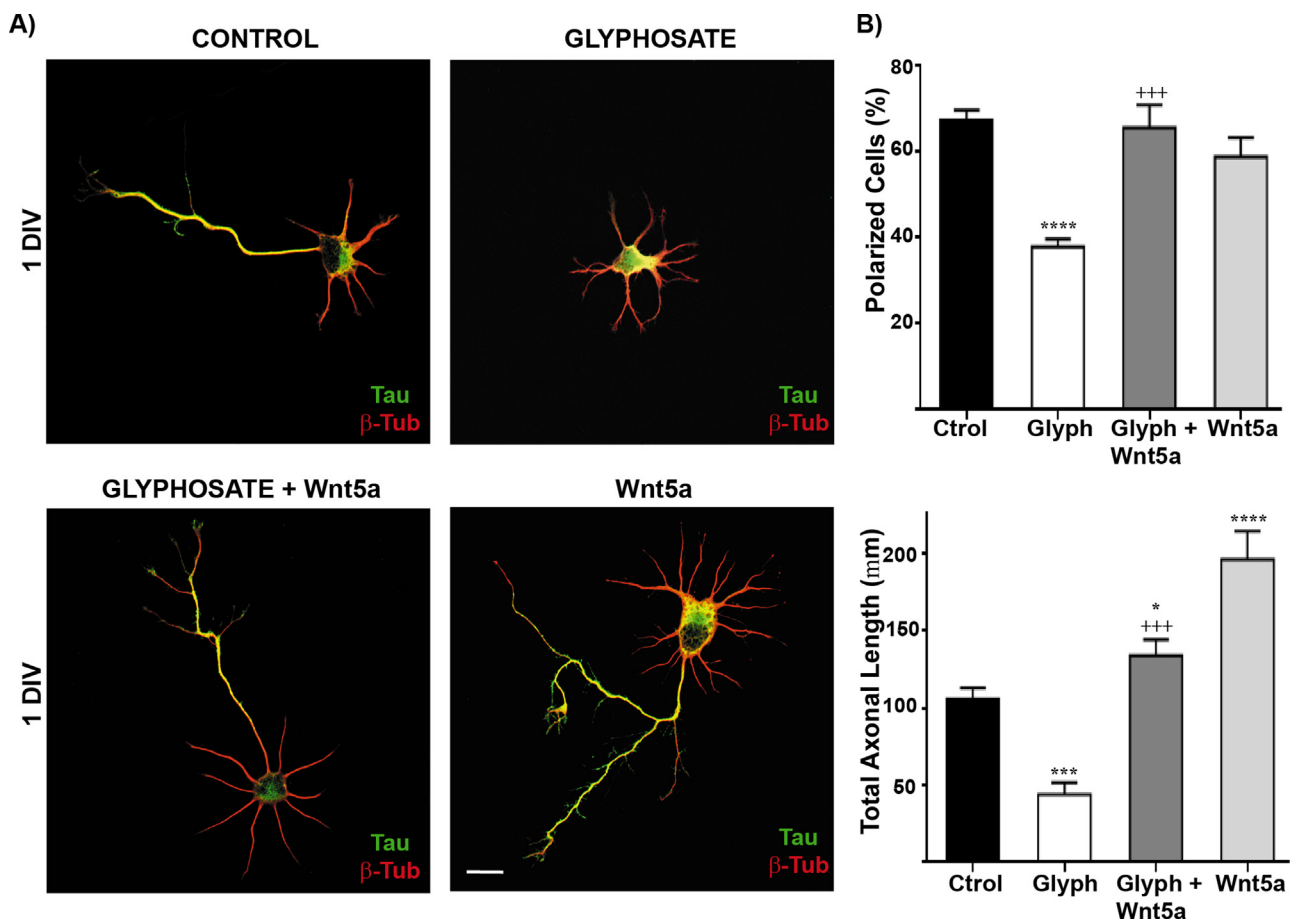 A)
CONTROL
GLYPHOSATE
1 DIV
Tau
β-Tub
Tau
β-Tub
GLYPHOSATE + Wnt5a
Wnt5a
1 DIV
Tau
β-Tub
Tau
β-Tub
B)
Polarized Cells (%)
80
60
40
20
****
+++
Ctrol
Glyph
Glyph +
Wnt5a
Wnt5a
Total Axonal Length (mm)
200
150
100
50
***
*
+++
****
Ctrol
Glyph
Glyph +
Wnt5a
Wnt5a